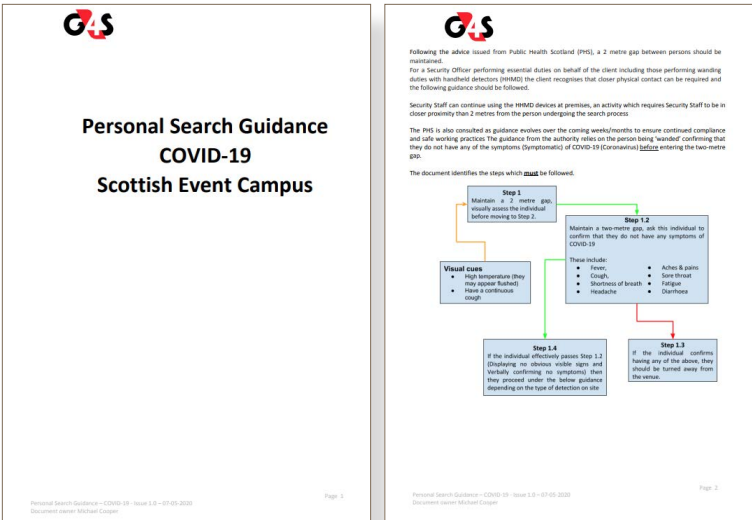 G4S
Personal Search Guidance
COVID-19
Scottish Event Campus
Personal Search Guidance – COVID-19 - Issue 1.0 – 07-05-2020
Document owner Michael Cooper
Page 1
G4S
Following the advice issued from Public Health Scotland (PHS), a 2 metre gap between persons should be
maintained.
For a Security Officer performing essential duties on behalf of the client including those performing wanding
duties with handheld detectors (HHMD) the client recognises that closer physical contact can be required and
the following guidance should be followed.
Security Staff can continue using the HHMD devices at premises, an activity which requires Security Staff to be in
closer proximity than 2 metres from the person undergoing the search process
The PHS is also consulted as guidance evolves over the coming weeks/months to ensure continued compliance
and safe working practices The guidance from the authority relies on the person being 'wanded' confirming that
they do not have any of the symptoms (Symptomatic) of COVID-19 (Coronavirus) before entering the two-metre
gap.
The document identifies the steps which must be followed.
Step 1
Maintain a 2 metre gap,
visually assess the individual
before moving to Step 2.
Step 1.2
Maintain a two-metre gap, ask this individual to
confirm that they do not have any symptoms of
COVID-19
These include:
• Fever,
• Cough,
• Shortness of breath
• Headache
• Aches & pains
• Sore throat
• Fatigue
• Diarrhoea
Visual cues
• High temperature (they
may appear flushed)
• Have a continuous
cough
Step 1.4
If the individual effectively passes Step 1.2
(Displaying no obvious visible signs and
Verbally confirming no symptoms) then
they proceed under the below guidance
depending on the type of detection on site
Step 1.3
If the individual confirms
having any of the above, they
should be turned away from
the venue.
Personal Search Guidance – COVID-19 - Issue 1.0 – 07-05-2020
Document owner Michael Cooper
Page 2